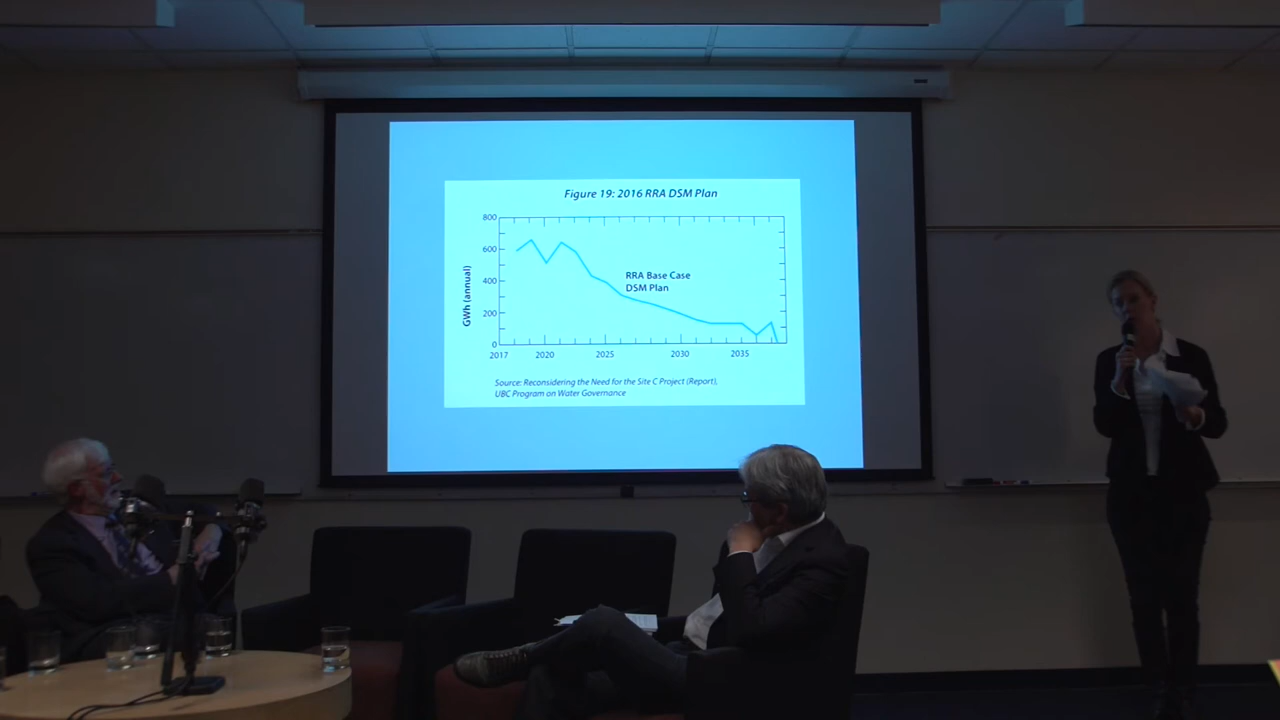 Figure 19: 2016 RRA DSM Plan
800
600
400
200
0
GWh (annual)
RRA Base Case
DSM Plan
2017 2020 2025 2030 2035
Source: Reconsidering the Need for the Site C Project (Report),
UBC Program on Water Governance